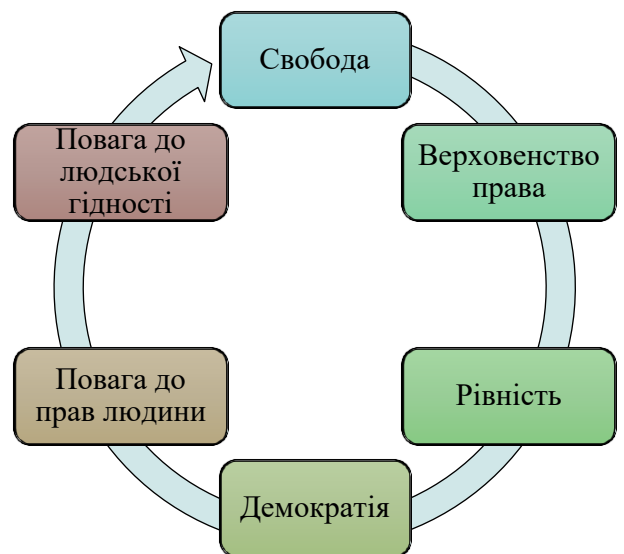 Свобода
Верховенство
права
Рівність
Демократія
Повага до
прав людини
Повага до
людської
гідності